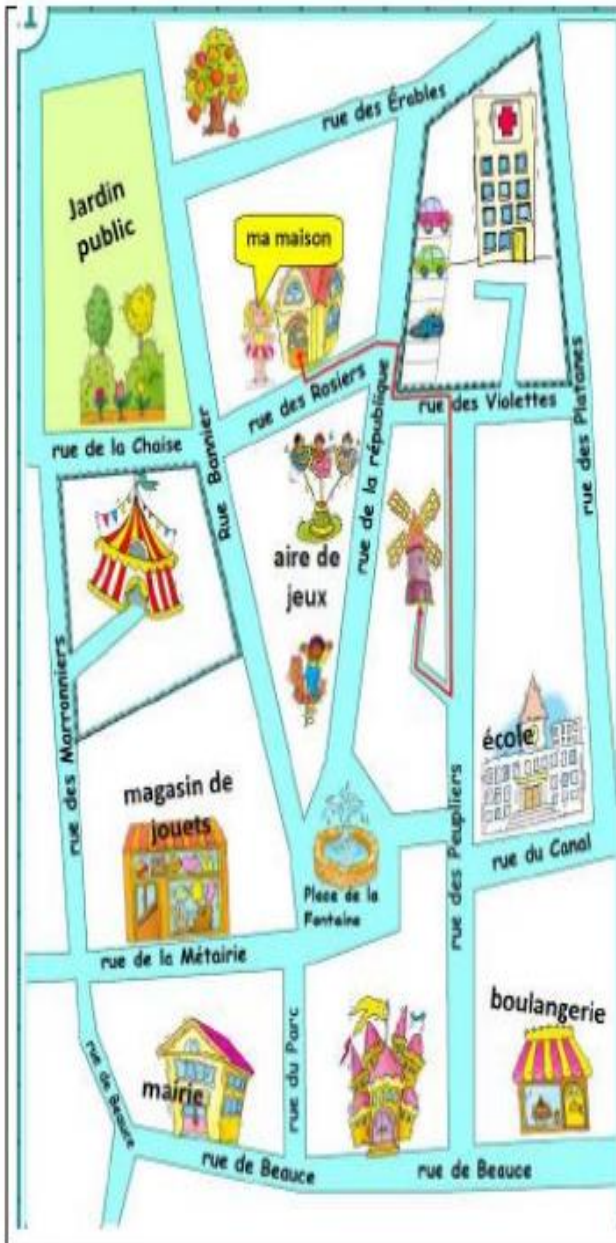 1
rue des Érables
Jardin
public
ma maison
rue des Rosiers
rue des Violettes
rue des Platanes
rue de la Chaise
Rue Bannier
rue de la république
aire de
jeux
rue des Marronniers
école
magasin de
jouets
rue des Peupliers
rue du Canal
Place de la
Fontaine
rue de la Métairie
boulangerie
rue du Parc
mairie
rue de Beauce
rue de Beauce
rue de Beauce